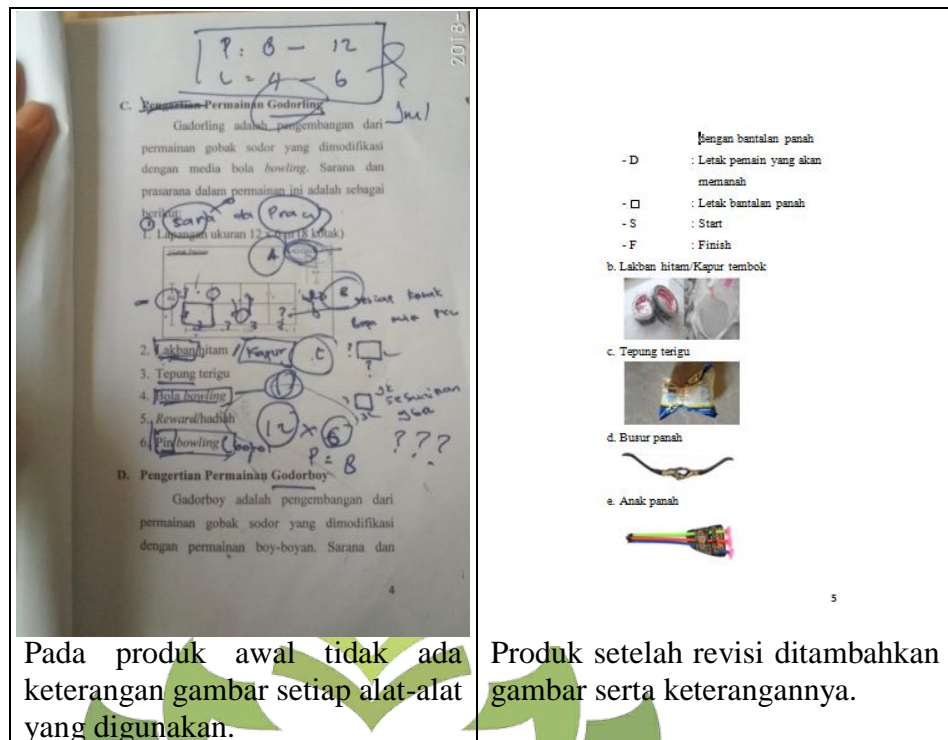 2018-
P: 8 – 12
L = 4 – 6
Jml
C. Pengertian Permainan Godorling
Godorling adalah pengembangan dari
permainan gobak sodor yang dimodifikasi
dengan media bola bowling. Sarana dan
prasarana dalam permainan ini adalah sebagai
berikut:
1. Lapangan ukuran 12 x 6 m (8 kotak)
A
setiap kotak
2. Lakban hitam / Kapur
3. Tepung terigu
4. Bola bowling
5. Reward/hadiah
6. Pin bowling
12 x 6
P = 8
? ? ?
D. Pengertian Permainan Godorboy
Gadorboy adalah pengembangan dari
permainan gobak sodor yang dimodifikasi
dengan permainan boy-boyan. Sarana dan
4
Pada produk awal tidak ada
keterangan gambar setiap alat-alat
yang digunakan.
dengan bantalan panah
- D : Letak pemain yang akan
memanah
- □ : Letak bantalan panah
- S : Start
- F : Finish
b. Lakban hitam/Kapur tembok
c. Tepung terigu
d. Busur panah
e. Anak panah
5
Produk setelah revisi ditambahkan
gambar serta keterangannya.